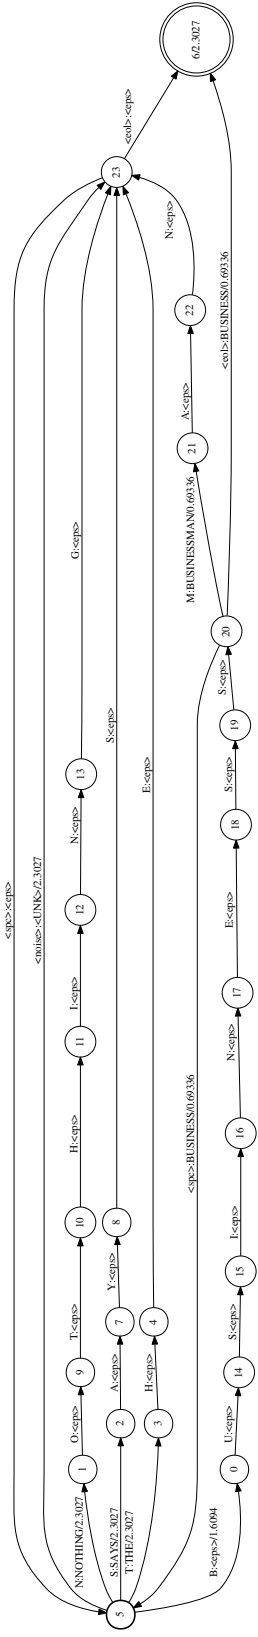 6/2.3027
<eol>:<eps>
23
N:<eps>
22
<eol>:BUSINESS/0.69336
A:<eps>
21
M:BUSINESSMAN/0.69336
G:<eps>
S:<eps>
E:<eps>
20
S:<eps>
19
S:<eps>
18
13
N:<eps>
<spc>:<eps>
<noise>:<UNK>/2.3027
12
E:<eps>
17
I:<eps>
11
N:<eps>
16
H:<eps>
<spc>:BUSINESS/0.69336
10
8
I:<eps>
15
T:<eps>
Y:<eps>
7
4
S:<eps>
9
A:<eps>
H:<eps>
14
2
3
O:<eps>
U:<eps>
1
0
N:NOTHING/2.3027
S:SAYS/2.3027
T:THE/2.3027
B:<eps>/1.6094
5